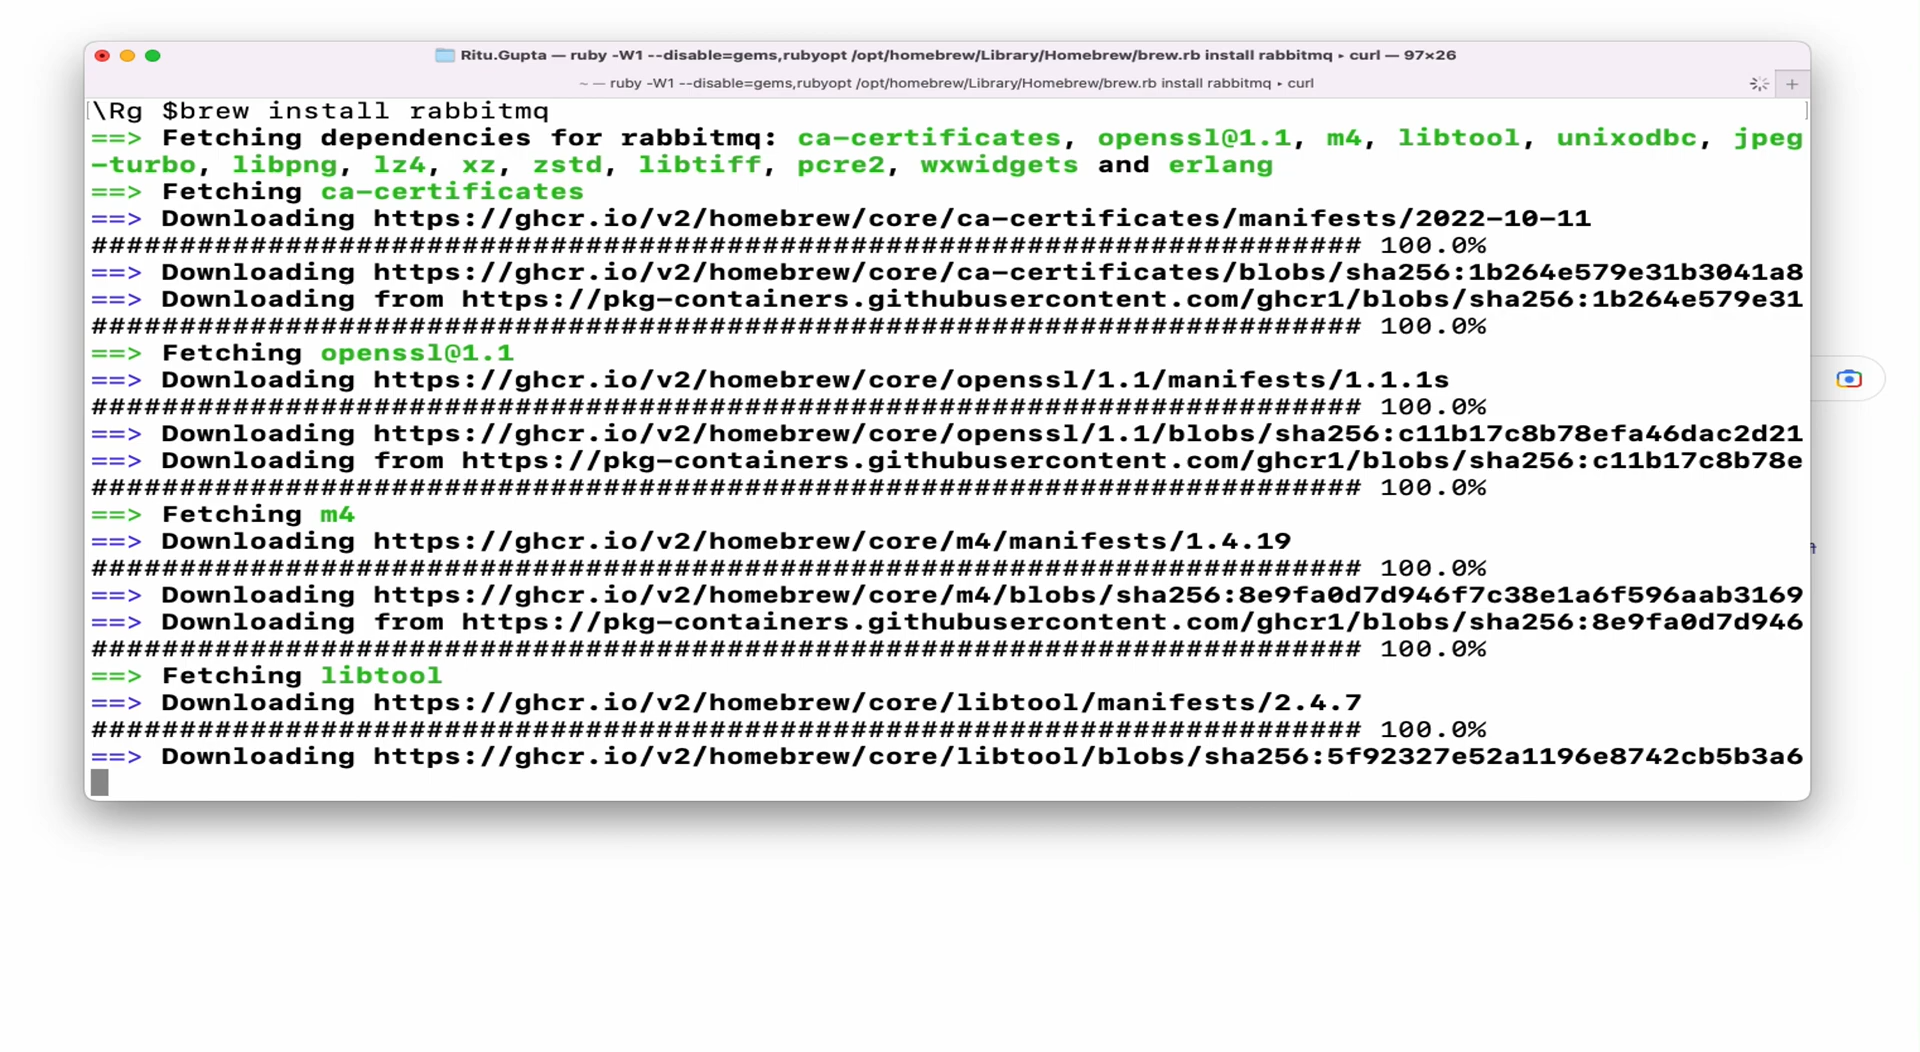 Ritu.Gupta — ruby -W1 --disable=gems,rubyopt /opt/homebrew/Library/Homebrew/brew.rb install rabbitmq ▸ curl — 97×26
~ — ruby -W1 --disable=gems,rubyopt /opt/homebrew/Library/Homebrew/brew.rb install rabbitmq ▸ curl
\Rg $brew install rabbitmq
==> Fetching dependencies for rabbitmq: ca-certificates, openssl@1.1, m4, libtool, unixodbc, jpeg
-turbo, libpng, lz4, xz, zstd, libtiff, pcre2, wxwidgets and erlang
==> Fetching ca-certificates
==> Downloading https://ghcr.io/v2/homebrew/core/ca-certificates/manifests/2022-10-11
######################################################################## 100.0%
==> Downloading https://ghcr.io/v2/homebrew/core/ca-certificates/blobs/sha256:1b264e579e31b3041a8
==> Downloading from https://pkg-containers.githubusercontent.com/ghcr1/blobs/sha256:1b264e579e31
######################################################################## 100.0%
==> Fetching openssl@1.1
==> Downloading https://ghcr.io/v2/homebrew/core/openssl/1.1/manifests/1.1.1s
######################################################################## 100.0%
==> Downloading https://ghcr.io/v2/homebrew/core/openssl/1.1/blobs/sha256:c11b17c8b78efa46dac2d21
==> Downloading from https://pkg-containers.githubusercontent.com/ghcr1/blobs/sha256:c11b17c8b78e
######################################################################## 100.0%
==> Fetching m4
==> Downloading https://ghcr.io/v2/homebrew/core/m4/manifests/1.4.19
######################################################################## 100.0%
==> Downloading https://ghcr.io/v2/homebrew/core/m4/blobs/sha256:8e9fa0d7d946f7c38e1a6f596aab3169
==> Downloading from https://pkg-containers.githubusercontent.com/ghcr1/blobs/sha256:8e9fa0d7d946
######################################################################## 100.0%
==> Fetching libtool
==> Downloading https://ghcr.io/v2/homebrew/core/libtool/manifests/2.4.7
######################################################################## 100.0%
==> Downloading https://ghcr.io/v2/homebrew/core/libtool/blobs/sha256:5f92327e52a1196e8742cb5b3a6